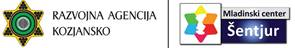 RAZVOJNA AGENCIJA
KOZJANSKO
Mladinski center
Šentjur